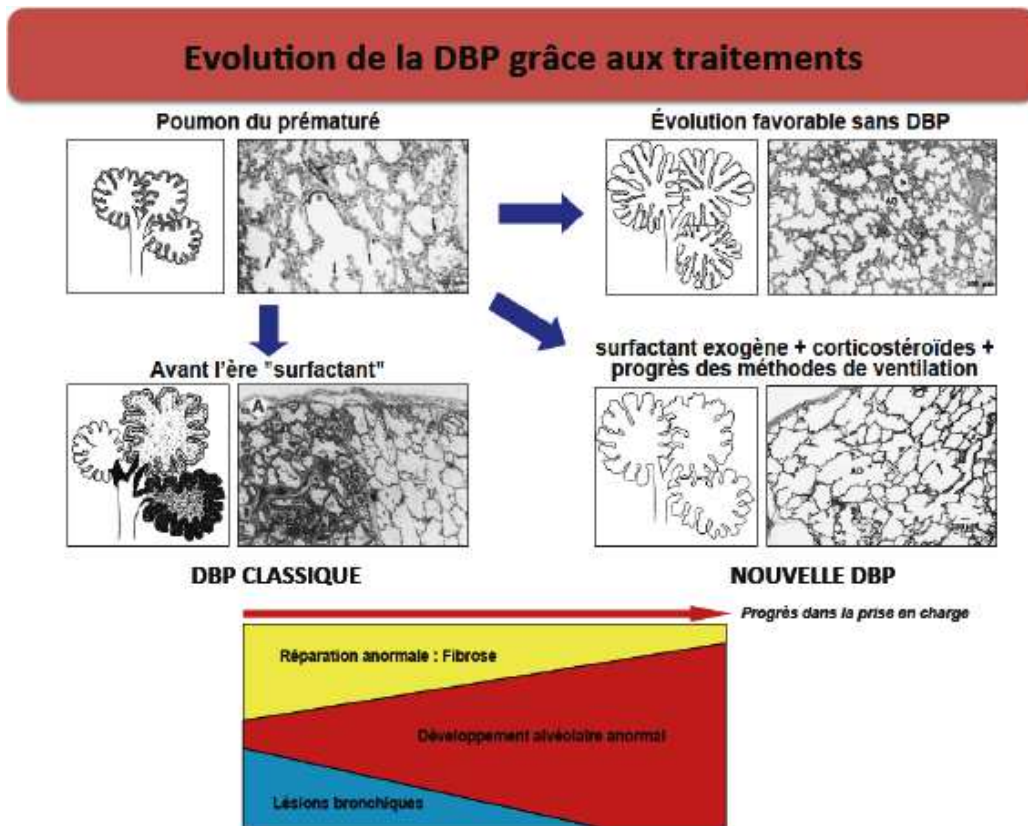 Evolution de la DBP grâce aux traitements
Poumon du prématuré
Évolution favorable sans DBP
Avant l'ère "surfactant"
surfactant exogène + corticostéroïdes +
progrès des méthodes de ventilation
A
AD
DBP CLASSIQUE
NOUVELLE DBP
Progrès dans la prise en charge
Réparation anormale : Fibrose
Développement alvéolaire anormal
Lésions bronchiques